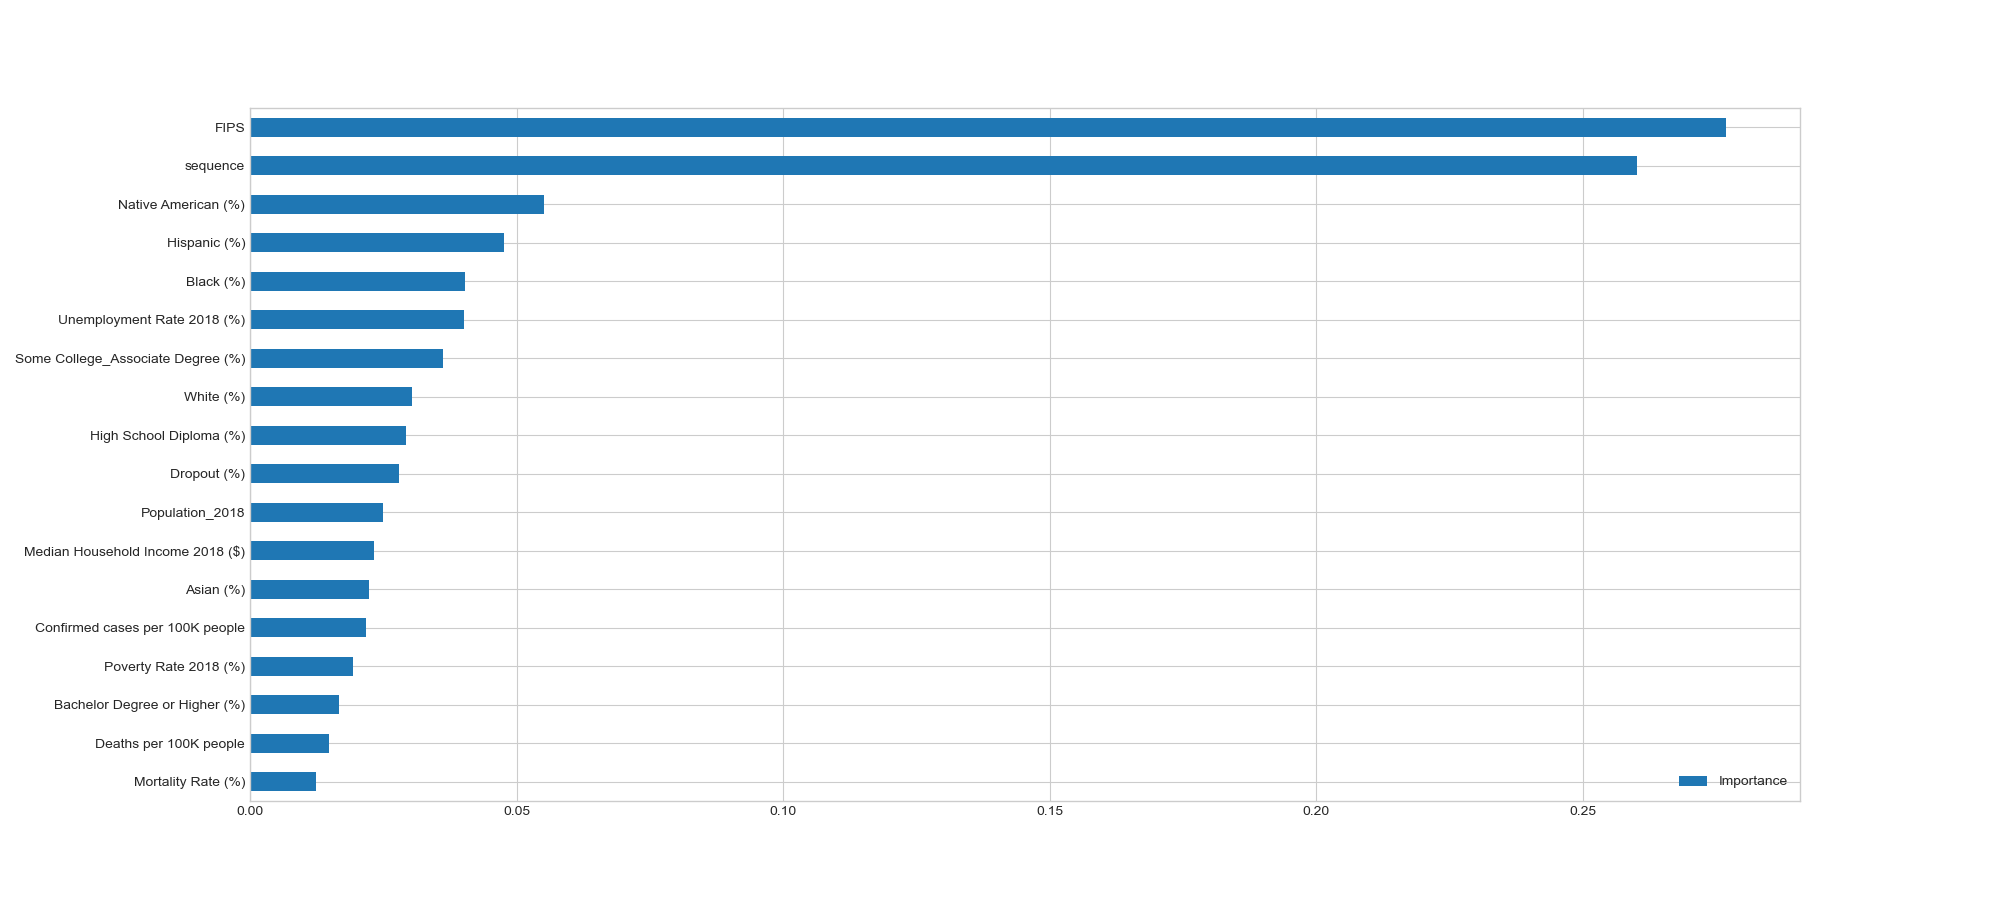 FIPS
sequence
Native American (%)
Hispanic (%)
Black (%)
Unemployment Rate 2018 (%)
Some College_Associate Degree (%)
White (%)
High School Diploma (%)
Dropout (%)
Population_2018
Median Household Income 2018 ($)
Asian (%)
Confirmed cases per 100K people
Poverty Rate 2018 (%)
Bachelor Degree or Higher (%)
Deaths per 100K people
Mortality Rate (%)
Importance
0.00 0.05 0.10 0.15 0.20 0.25